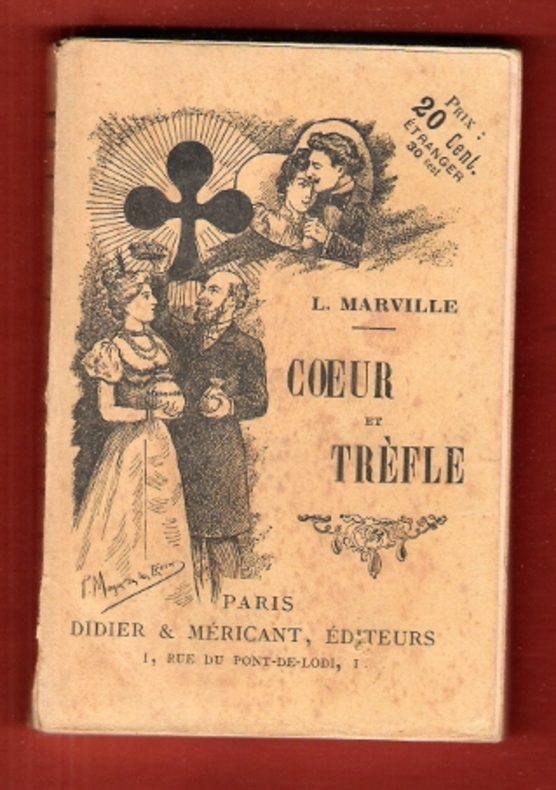 PRIX :
20 Cent.
ÉTRANGER
30 cent
L. MARVILLE
CŒUR
ET
TRÈFLE
PARIS
DIDIER & MÉRICANT, ÉDITEURS
1, RUE DU PONT-DE-LODI, 1